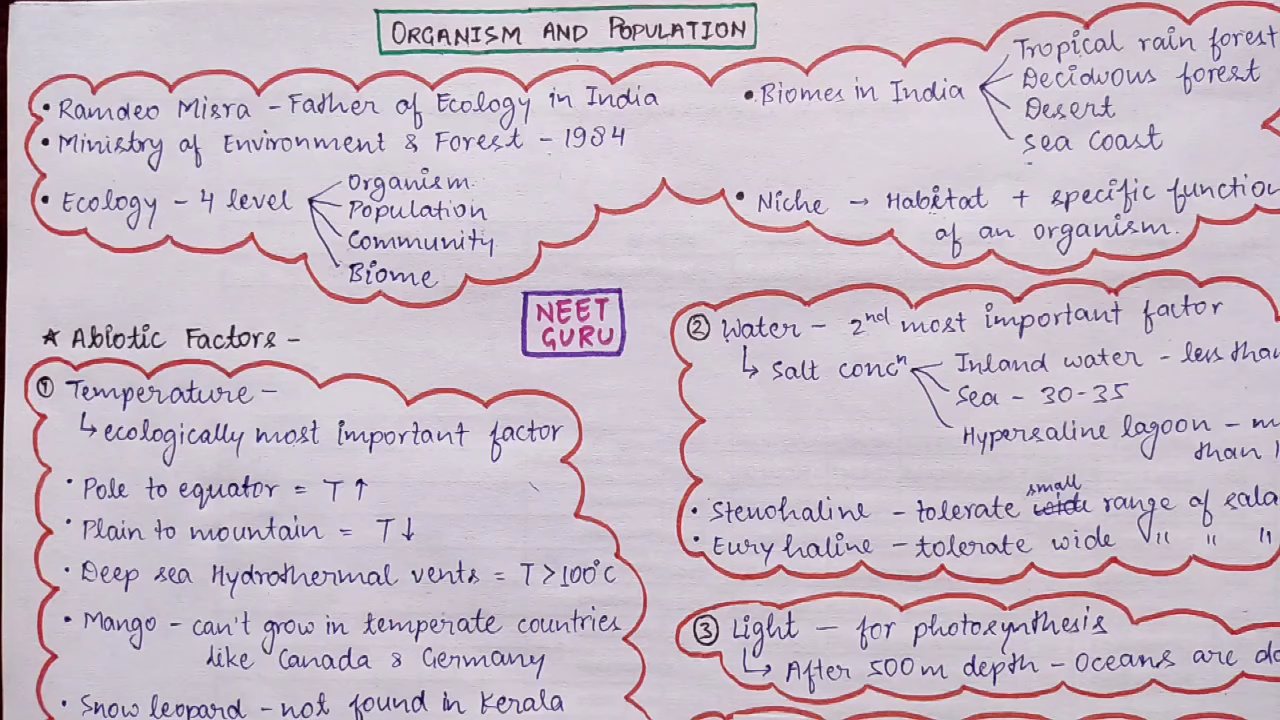 ORGANISM AND POPULATION
• Ramdeo Misra - Father of Ecology in India
• Ministry of Environment & Forest - 1984
• Ecology - 4 level
Organism
Population
Community
Biome
• Biomes in India
Tropical rain forest
Deciduous forest
Desert
Sea coast
• Niche → Habitat + specific functio
of an organism.
NEET
GURU
★ Abiotic Factors -
① Temperature -
↳ ecologically most important factor
• Pole to equator = T ↑
• Plain to mountain = T ↓
• Deep sea Hydrothermal vents = T > 100°C
• Mango - can't grow in temperate countries
like Canada & Germany
• Snow leopard - not found in Kerala
② Water - 2nd most important factor
↳ Salt concⁿ
Inland water - less than
Sea - 30-35
Hypersaline lagoon - m
than 1
• Stenohaline - tolerate small range of sala
• Euryhaline - tolerate wide " " "
③ Light - for photosynthesis
↳ After 500m depth - Oceans are da